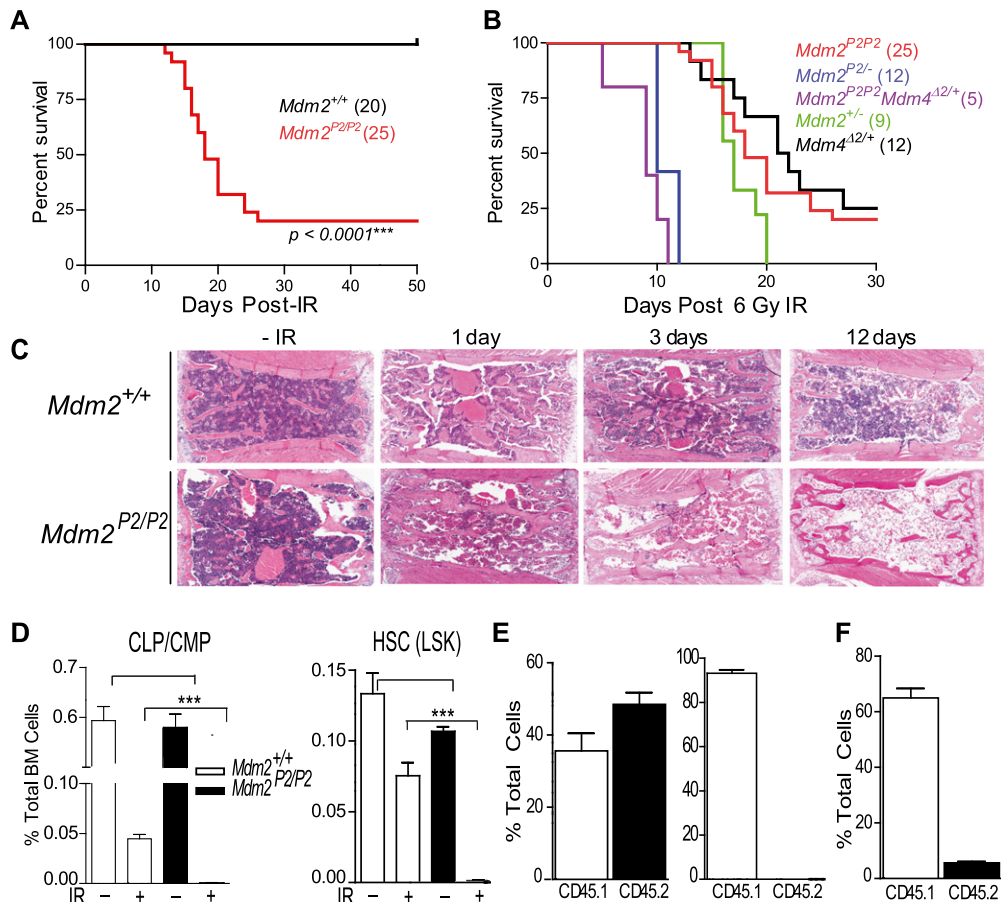 A
Percent survival
100
75
50
25
0
Mdm2+/+ (20)
Mdm2P2/P2 (25)
p < 0.0001***
0 10 20 30 40 50
Days Post-IR
B
Percent survival
100
75
50
25
0
Mdm2P2P2 (25)
Mdm2P2/- (12)
Mdm2P2P2Mdm4Δ2/+(5)
Mdm2+/- (9)
Mdm4Δ2/+ (12)
0 10 20 30
Days Post 6 Gy IR
C
- IR 1 day 3 days 12 days
Mdm2+/+
Mdm2P2/P2
D
CLP/CMP
% Total BM Cells
0.7
0.6
0.10
0.05
0.00
***
Mdm2+/+
Mdm2P2/P2
IR – + – +
HSC (LSK)
0.15
0.10
0.05
0.00
***
– + – +
E
% Total Cells
60
40
20
0
CD45.1 CD45.2
100
80
60
40
20
0
CD45.1 CD45.2
F
% Total Cells
80
60
40
20
0
CD45.1 CD45.2